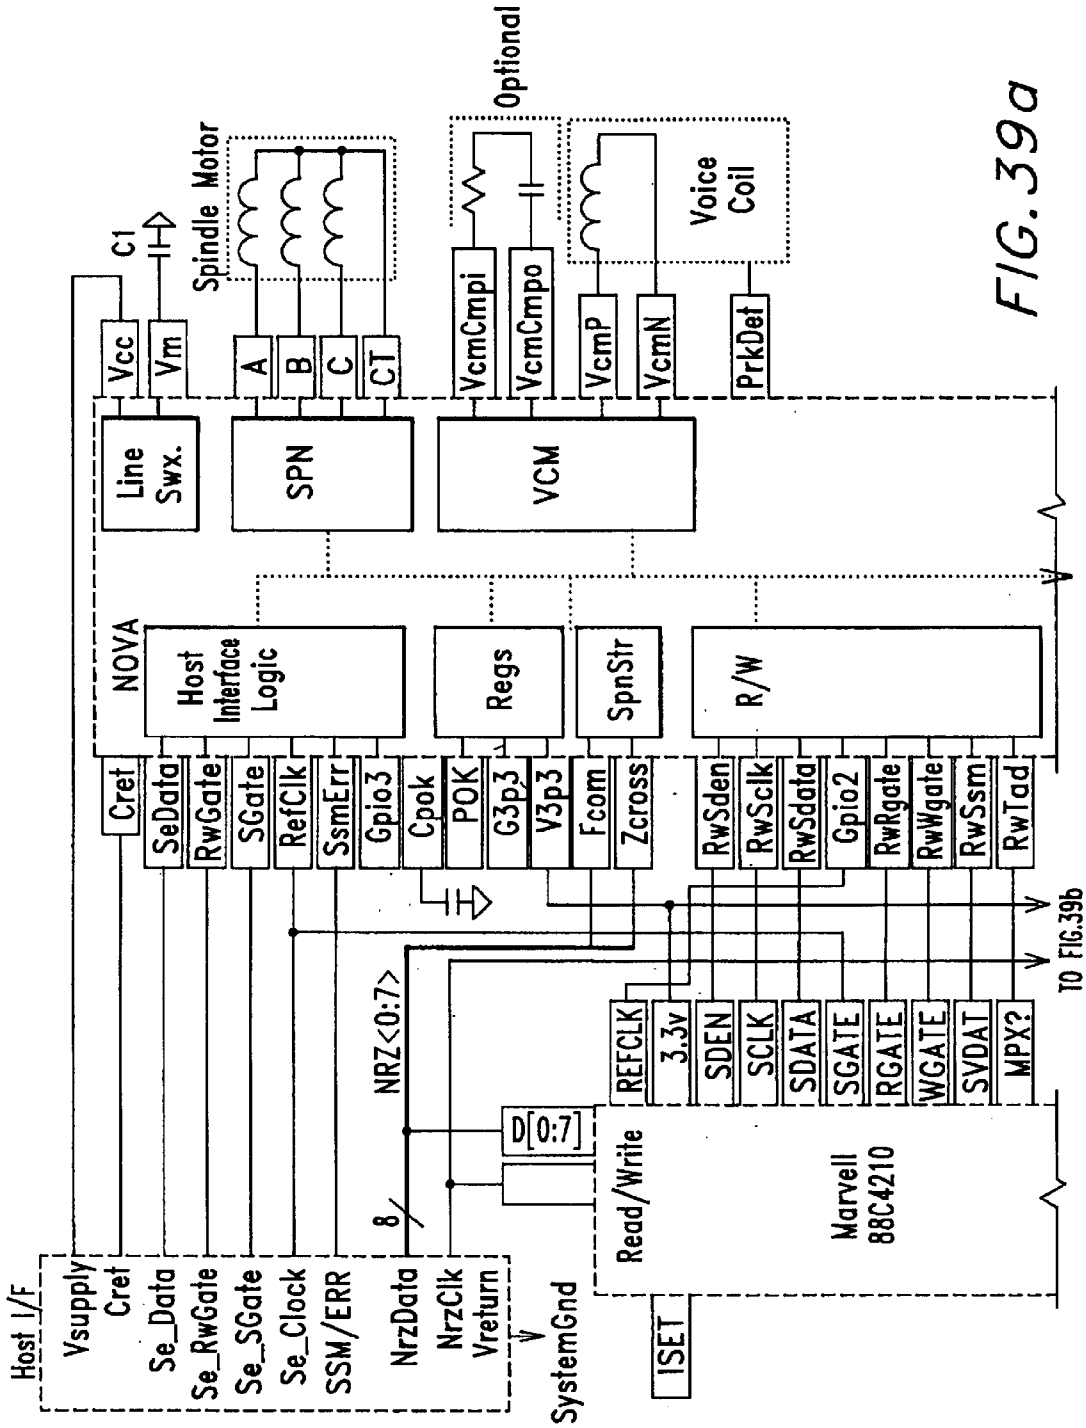 Host I/F
Vsupply
Cret
Se_Data
Se_RwGate
Se_SGate
Se_Clock
SSM/ERR
NrzData
NrzClk
Vreturn
SystemGnd
8
NRZ<0:7>
ISET
Read/Write
Marvell
88C4210
D[0:7]
REFCLK
3.3v
SDEN
SCLK
SDATA
SGATE
RGATE
WGATE
SVDAT
MPX?
TO FIG.39b
Cret
SeData
RwGate
SGate
RefClk
SsmErr
Gpio3
Cpok
POK
G3p3
V3p3
Fcom
Zcross
RwSden
RwSclk
RwSdata
Gpio2
RwRgate
RwWgate
RwSsm
RwTad
NOVA
Host
Interface
Logic
Regs
SpnStr
R/W
Line
Swx.
SPN
VCM
Vcc
Vm
A
B
C
CT
VcmCmpi
VcmCmpo
VcmP
VcmN
PrkDet
C1
Spindle Motor
Optional
Voice
Coil
FIG. 39a